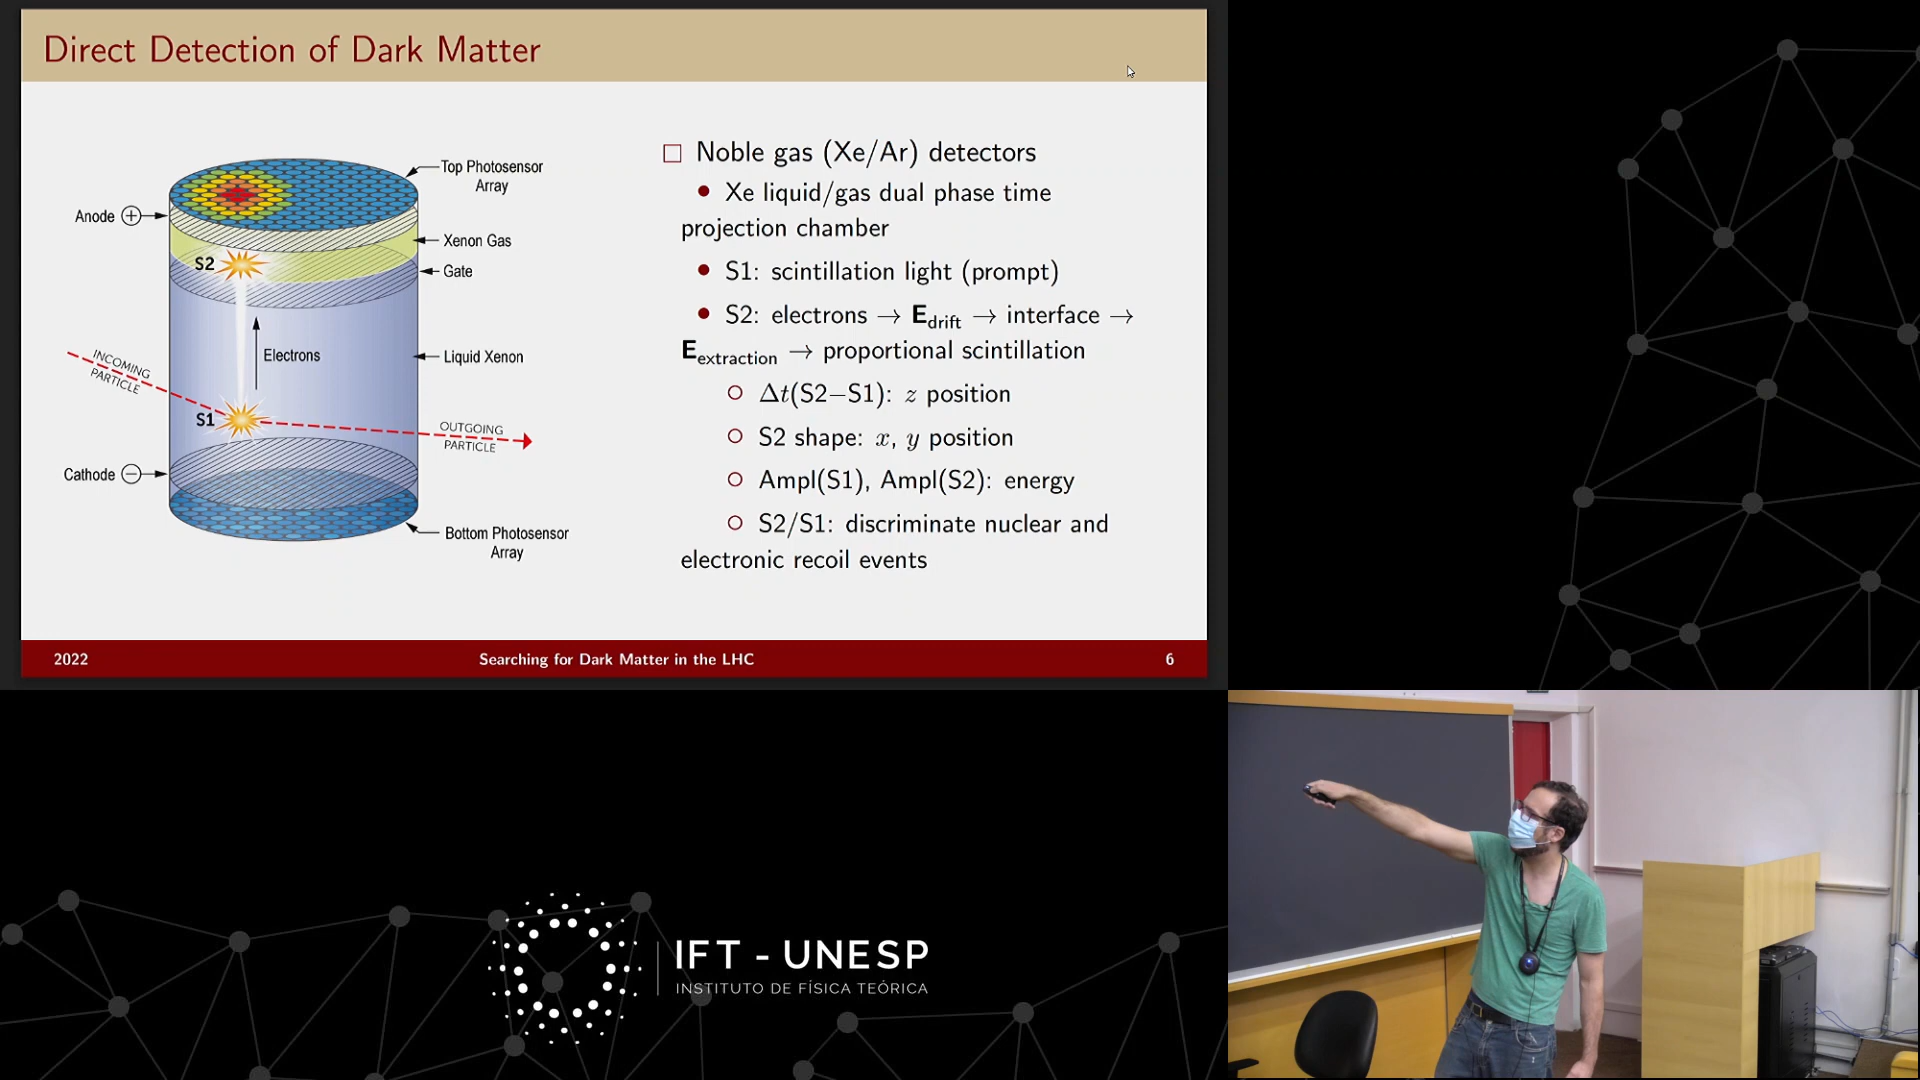 Direct Detection of Dark Matter
Top Photosensor
Array
Anode +
Xenon Gas
S2
Gate
Electrons
Liquid Xenon
INCOMING
PARTICLE
S1
OUTGOING
PARTICLE
Cathode −
Bottom Photosensor
Array
Noble gas (Xe/Ar) detectors
Xe liquid/gas dual phase time
projection chamber
S1: scintillation light (prompt)
S2: electrons → E_drift → interface →
E_extraction → proportional scintillation
Δt(S2−S1): z position
S2 shape: x, y position
Ampl(S1), Ampl(S2): energy
S2/S1: discriminate nuclear and
electronic recoil events
2022
Searching for Dark Matter in the LHC
6
IFT - UNESP
INSTITUTO DE FÍSICA TEÓRICA